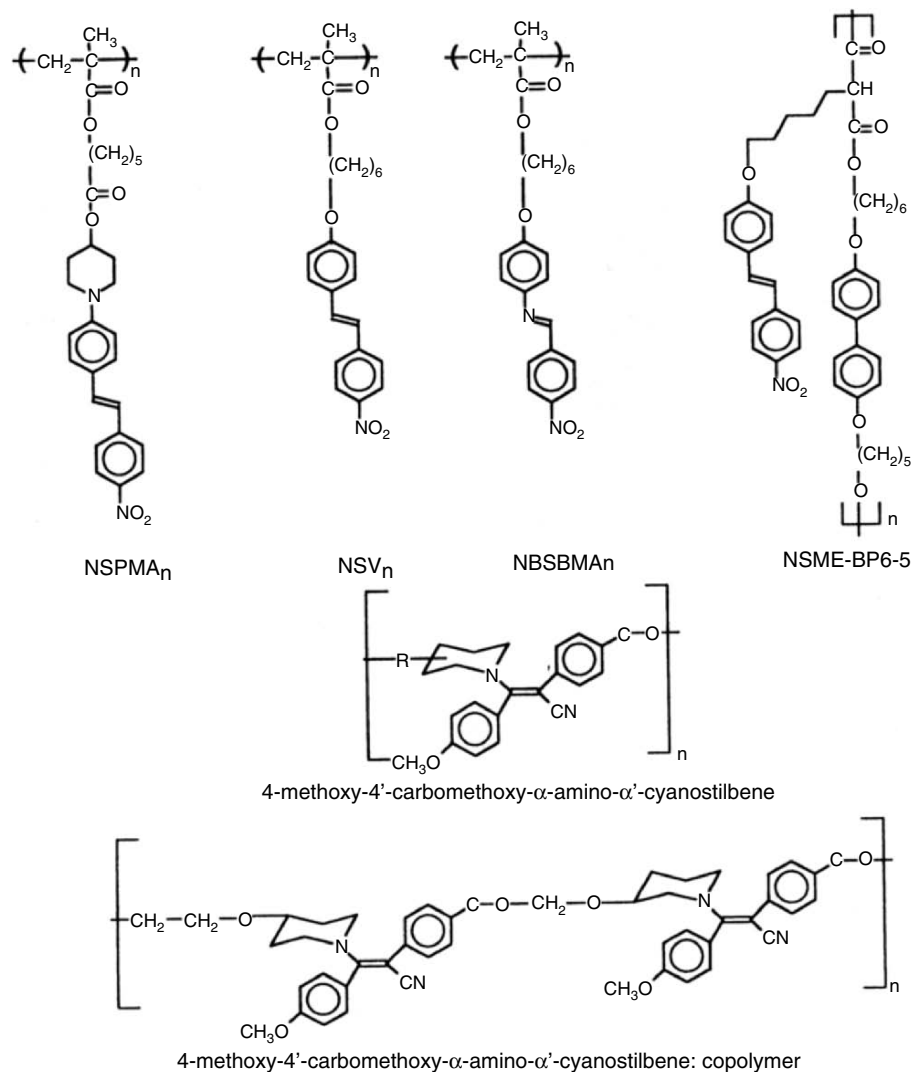 CH₃
CH₂—C
n
C=O
O
(CH₂)₅
C=O
O
N
NO₂
NSPMAn
CH₃
CH₂—C
n
C=O
O
(CH₂)₆
O
NO₂
NSVn
CH₃
CH₂—C
n
C=O
O
(CH₂)₆
O
N
NO₂
NBSBMAn
C=O
CH
C=O
O
(CH₂)₆
O
O
NO₂
O
(CH₂)₅
O
n
NSME-BP6-5
R
N
CN
C—O
CH₃O
n
4-methoxy-4'-carbomethoxy-α-amino-α'-cyanostilbene
C—O
C—O—CH₂—O
CH₂—CH₂—O
N
N
CN
CN
CH₃O
CH₃O
n
4-methoxy-4'-carbomethoxy-α-amino-α'-cyanostilbene: copolymer